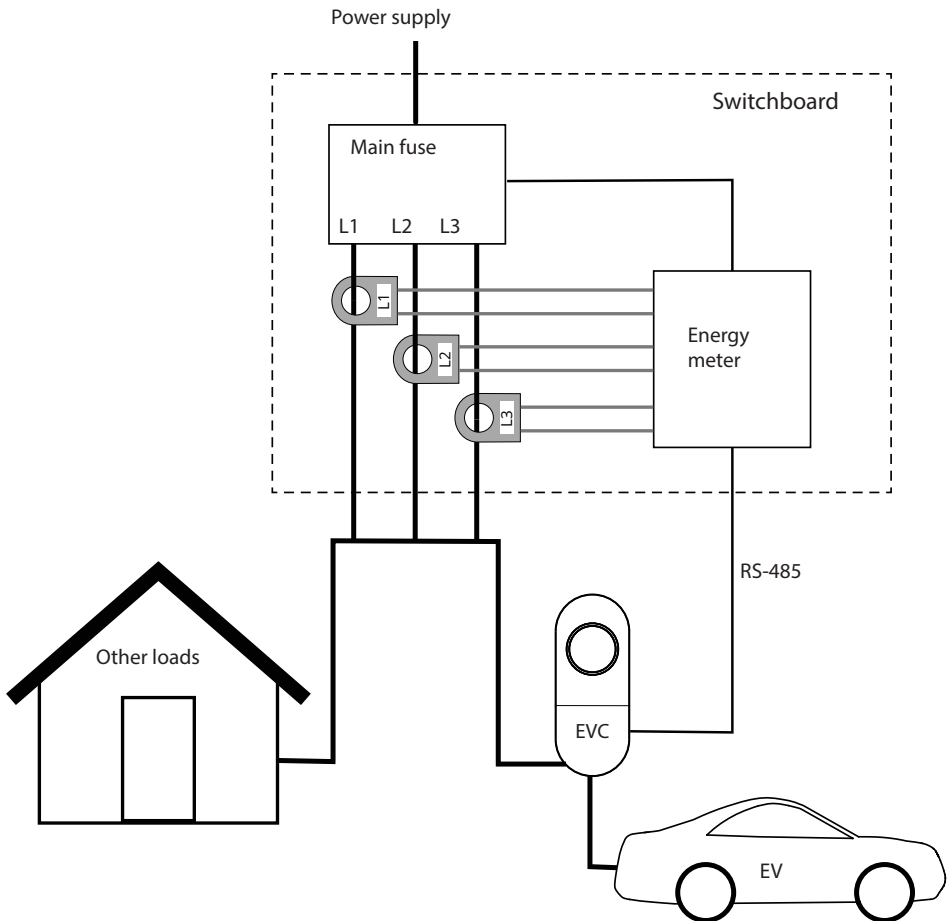 Power supply
Switchboard
Main fuse
L1 L2 L3
L1
L2
L3
Energy
meter
RS-485
Other loads
EVC
EV